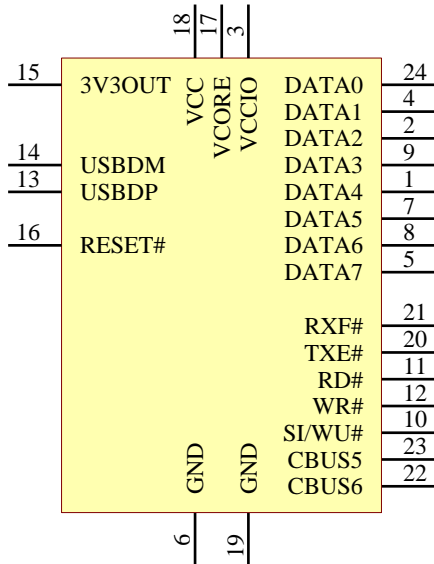 18 17 3
VCC VCORE VCCIO
15 3V3OUT DATA0 24
DATA1 4
DATA2 2
14 USBDM DATA3 9
13 USBDP DATA4 1
DATA5 7
16 RESET# DATA6 8
DATA7 5
RXF# 21
TXE# 20
RD# 11
WR# 12
SI/WU# 10
CBUS5 23
CBUS6 22
GND GND
6 19